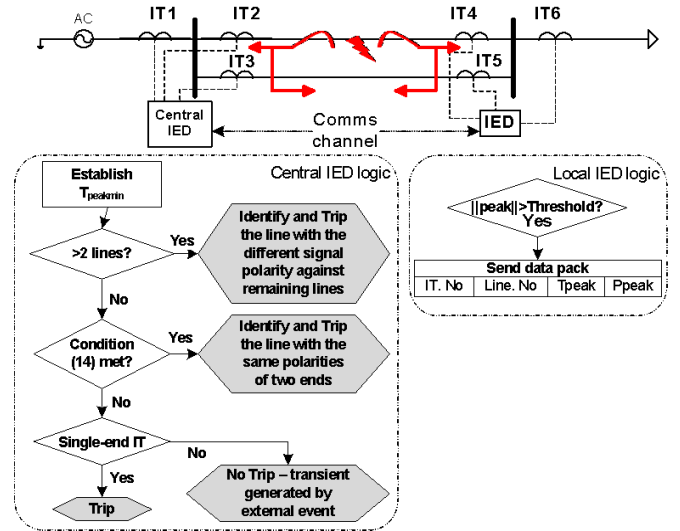 AC
IT1
IT2
IT4
IT6
IT3
IT5
Central
IED
IED
Comms
channel
Central IED logic
Establish
Tpeakmin
>2 lines?
Yes
Identify and Trip
the line with the
different signal
polarity against
remaining lines
No
Condition
(14) met?
Yes
Identify and Trip
the line with the
same polarities
of two ends
No
Single-end IT
No
Yes
Trip
No Trip – transient
generated by
external event
Local IED logic
||peak||>Threshold?
Yes
Send data pack
IT. No Line. No Tpeak Ppeak